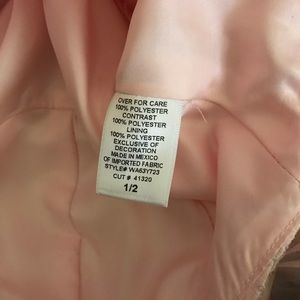 OVER FOR CARE
100% POLYESTER
CONTRAST
100% POLYESTER
LINING
100% POLYESTER
EXCLUSIVE OF
DECORATION
MADE IN MEXICO
OF IMPORTED FABRIC
STYLE# WA63Y723
CUT # 41320
1/2